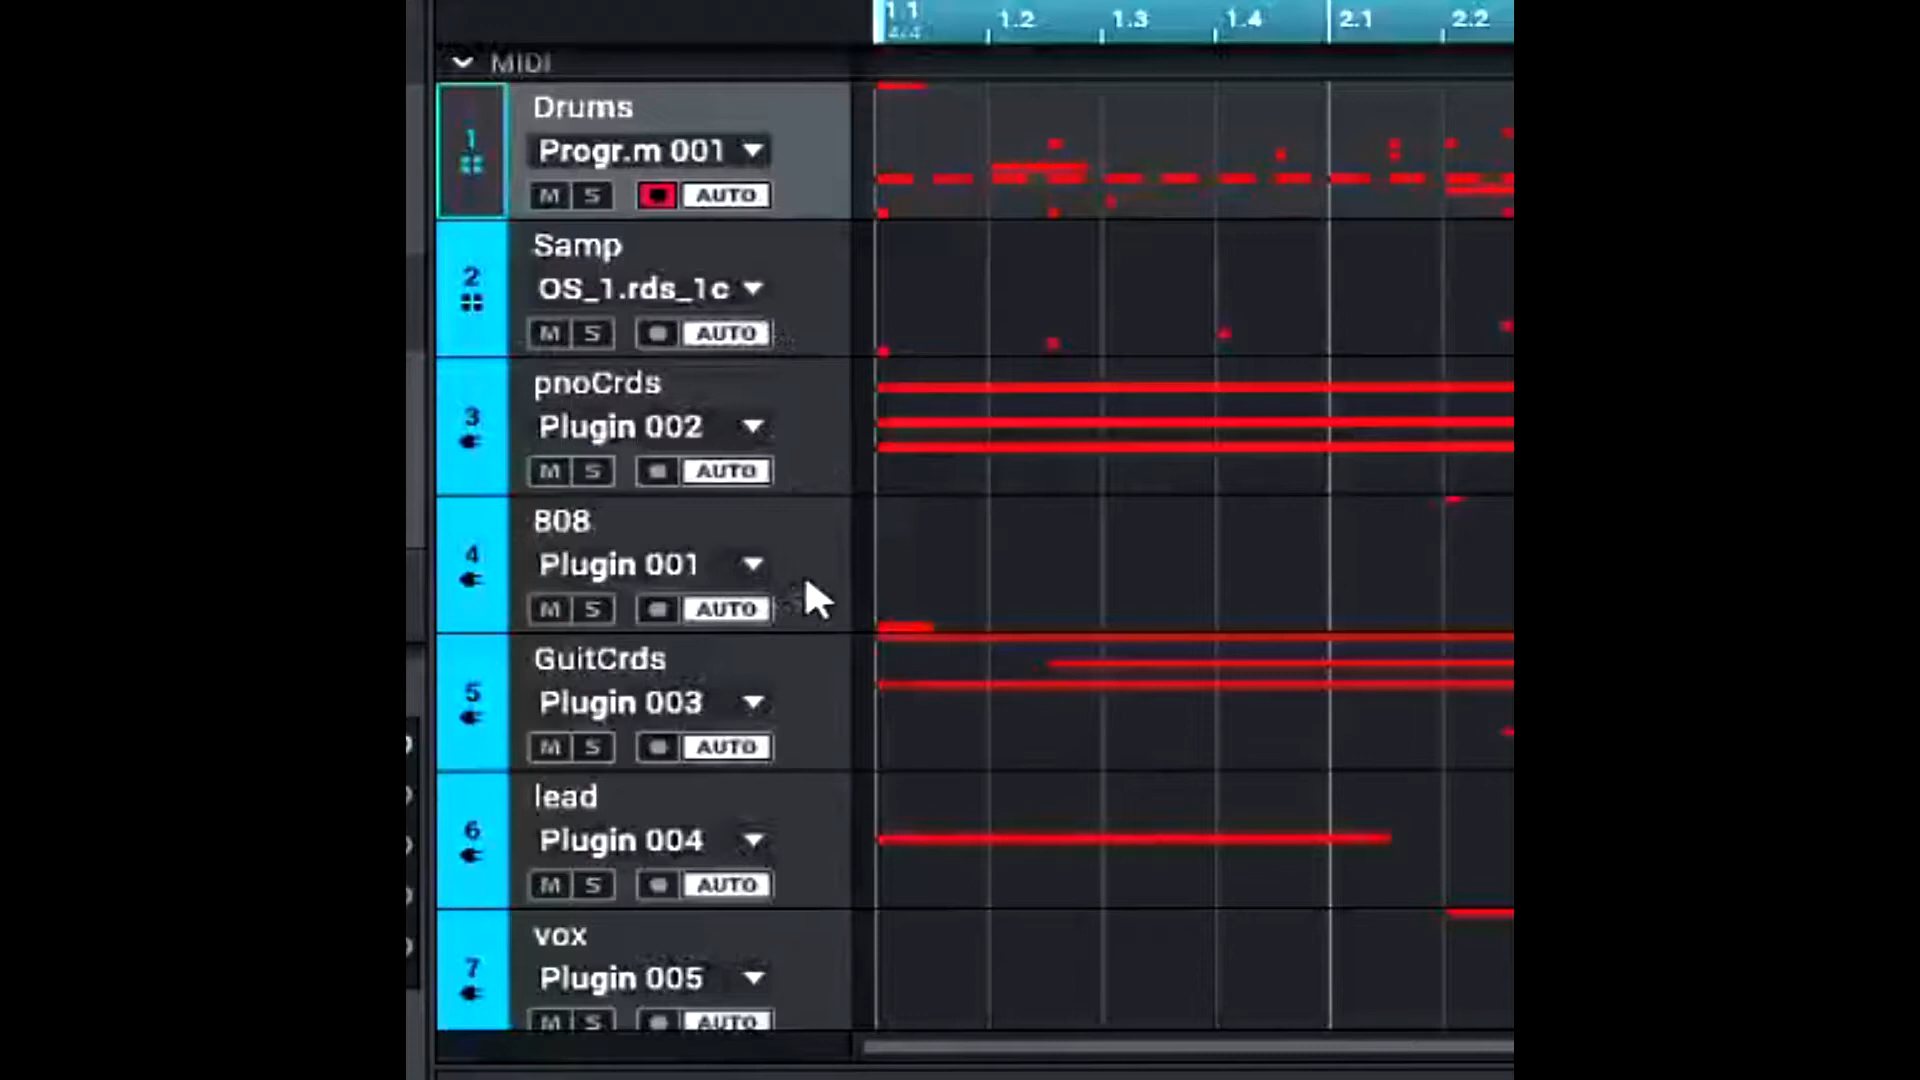 1.1 1.2 1.3 1.4 2.1 2.2
4/4
MIDI
Drums
1
Progr.m 001
M S AUTO
Samp
2
OS_1.rds_1c
M S AUTO
pnoCrds
3
Plugin 002
M S AUTO
808
4
Plugin 001
M S AUTO
GuitCrds
5
Plugin 003
M S AUTO
lead
6
Plugin 004
M S AUTO
vox
7
Plugin 005
M S AUTO